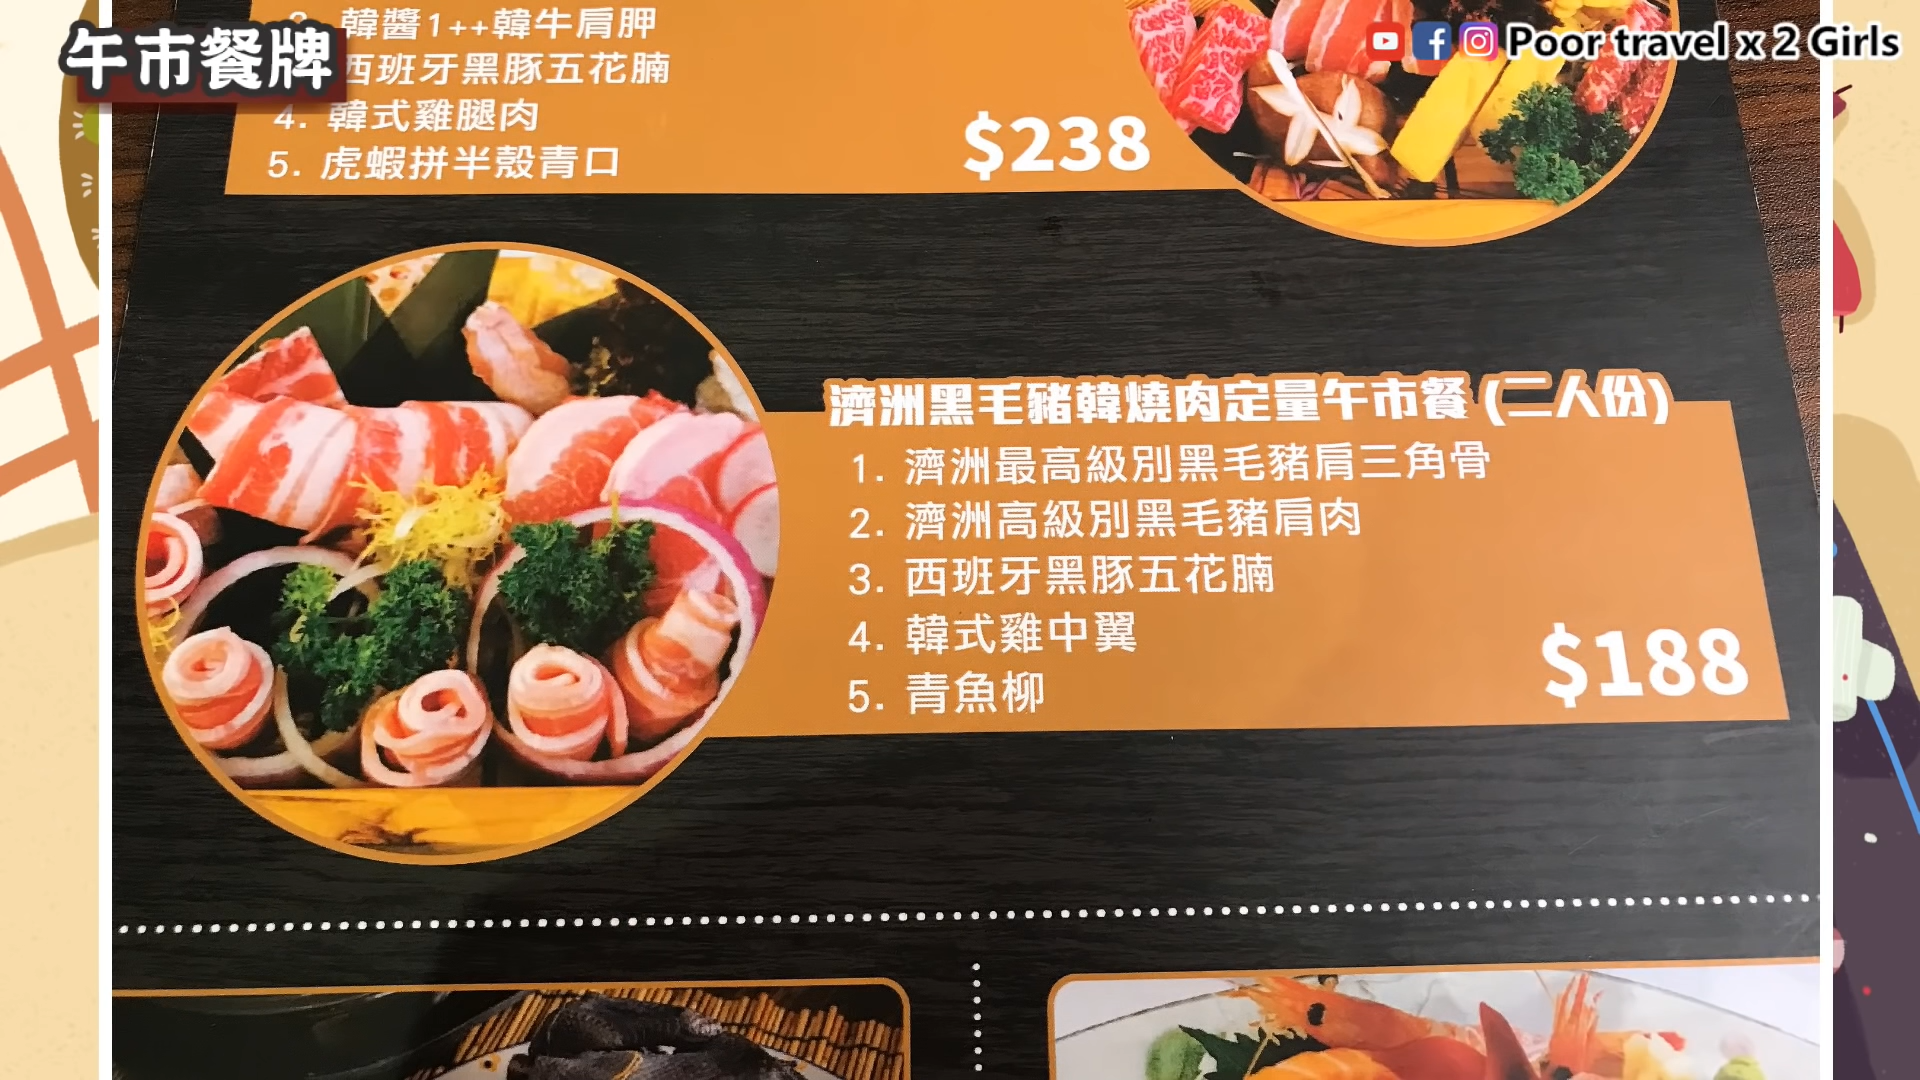 午市餐牌
Poor travel x 2 Girls
韓醬1++韓牛肩胛
西班牙黑豚五花腩
4. 韓式雞腿肉
5. 虎蝦拼半殼青口
$238
濟洲黑毛豬韓燒肉定量午市餐 (二人份)
1. 濟洲最高級別黑毛豬肩三角骨
2. 濟洲高級別黑毛豬肩肉
3. 西班牙黑豚五花腩
4. 韓式雞中翼
5. 青魚柳
$188